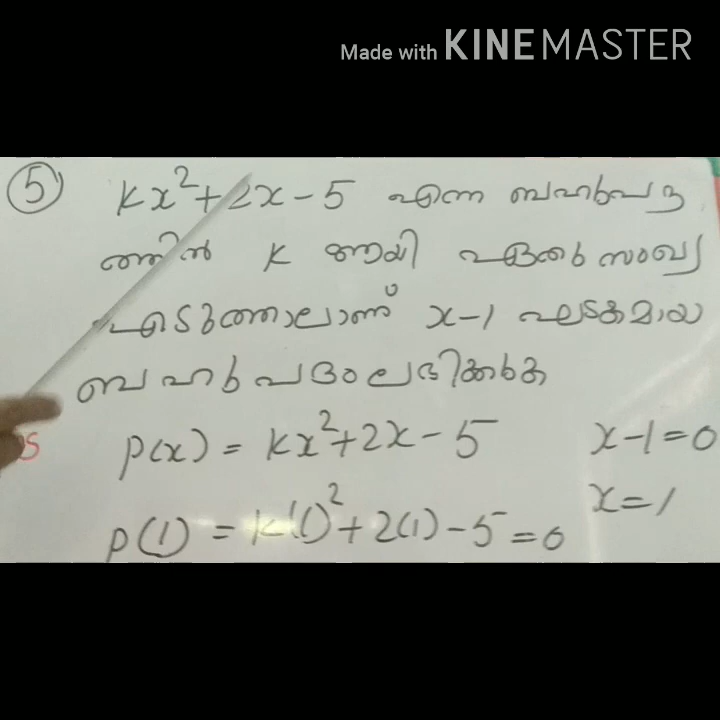 Made with KINEMASTER
⑤ kx²+2x-5 എന്ന ബഹുപദ
ത്തിൽ k ആയി ഏതു സംഖ്യ
എടുത്താലാണ് x-1 ഘടകമായ
ബഹുപദം ലഭിക്കുക
P(x) = kx²+2x-5 x-1=0
P(1) = k(1)²+2(1)-5=0 x=1